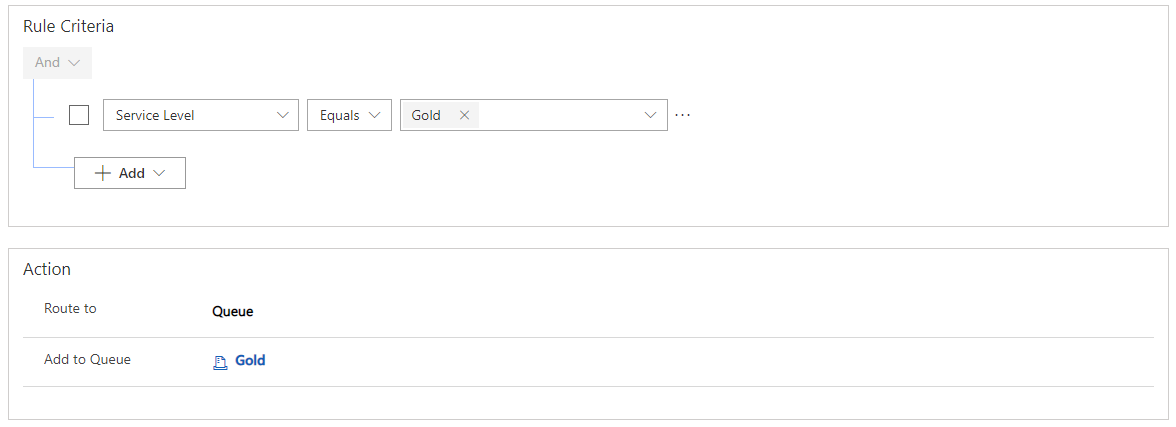 Rule Criteria
And
Service Level Equals Gold
Add
Action
Route to Queue
Add to Queue Gold